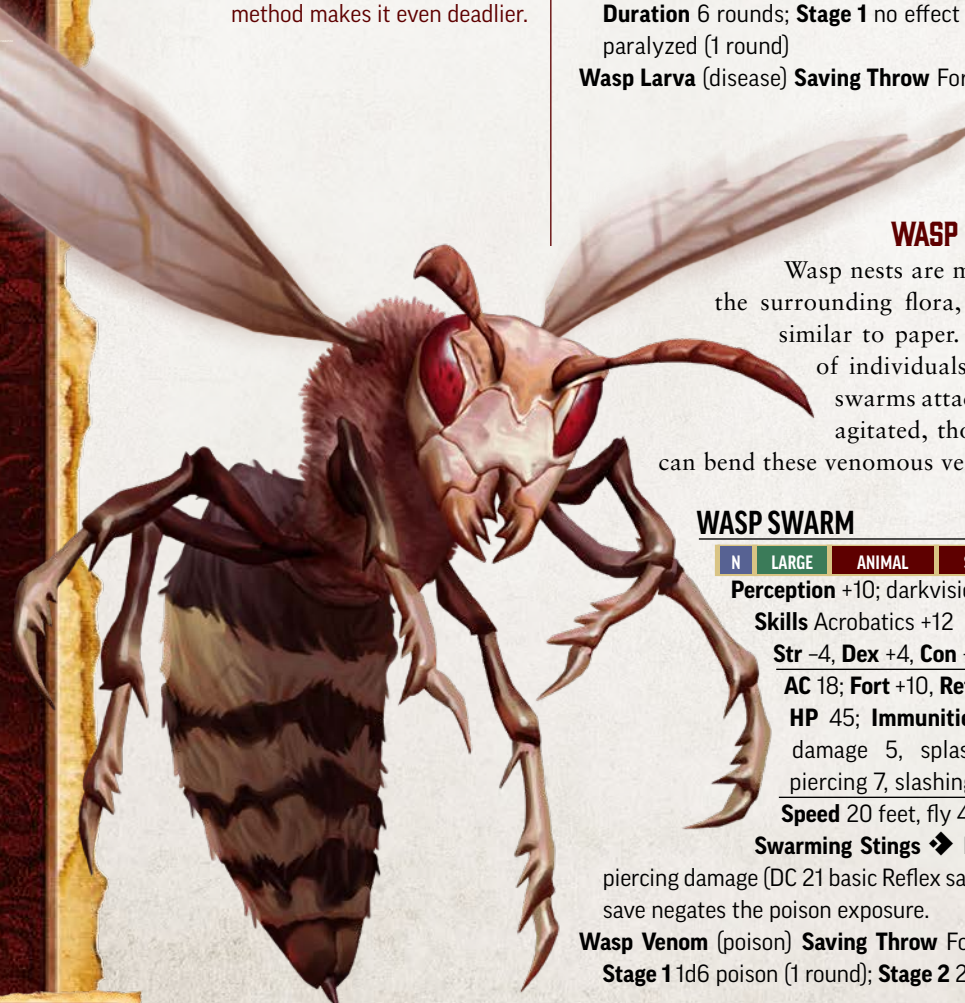 method makes it even deadlier.
Duration 6 rounds; Stage 1 no effect
paralyzed (1 round)
Wasp Larva (disease) Saving Throw For
WASP
Wasp nests are m
the surrounding flora,
similar to paper.
of individuals
swarms attac
agitated, tho
can bend these venomous ve
WASP SWARM
N LARGE ANIMAL
Perception +10; darkvisio
Skills Acrobatics +12
Str –4, Dex +4, Con
AC 18; Fort +10, Ref
HP 45; Immunitie
damage 5, splas
piercing 7, slashing
Speed 20 feet, fly 4
Swarming Stings
piercing damage (DC 21 basic Reflex sa
save negates the poison exposure.
Wasp Venom (poison) Saving Throw Fo
Stage 1 1d6 poison (1 round); Stage 2 2